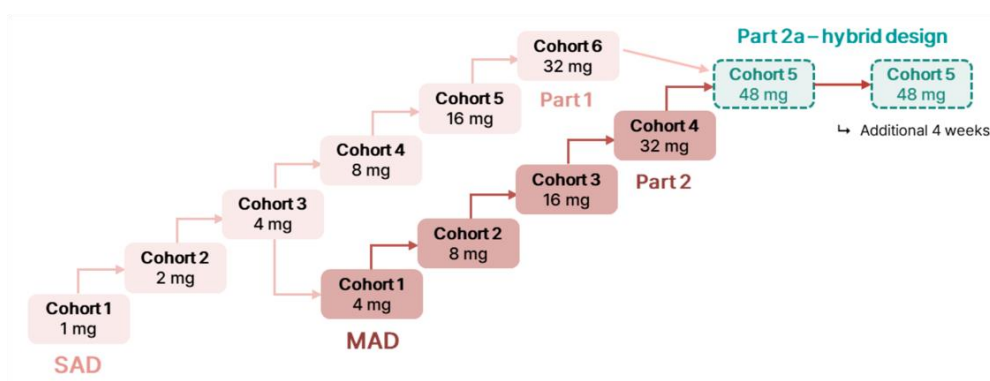 Part 2a – hybrid design
Cohort 6
32 mg
Cohort 5
48 mg
Cohort 5
48 mg
Cohort 5
16 mg
Part 1
Cohort 4
32 mg
↳ Additional 4 weeks
Cohort 4
8 mg
Cohort 3
16 mg
Part 2
Cohort 3
4 mg
Cohort 2
8 mg
Cohort 2
2 mg
Cohort 1
4 mg
Cohort 1
1 mg
MAD
SAD